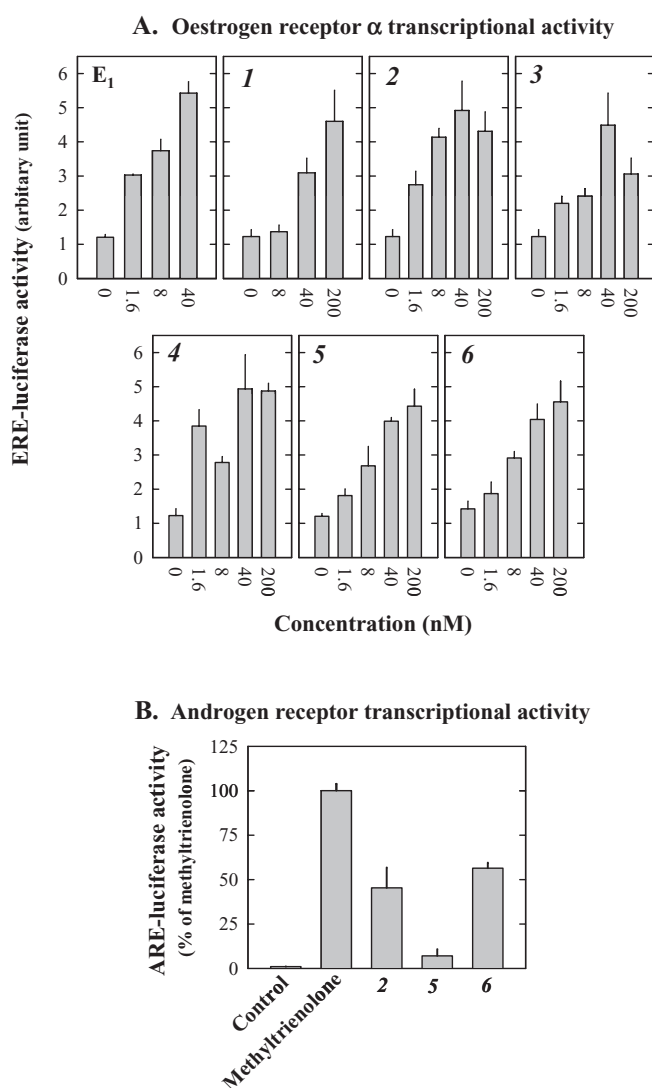 A. Oestrogen receptor α transcriptional activity
ERE-luciferase activity (arbitary unit)
6
5
4
3
2
1
0
E1
0 1.6 8 40
1
0 8 40 200
2
0 1.6 8 40 200
3
0 1.6 8 40 200
6
5
4
3
2
1
0
4
0 1.6 8 40 200
5
0 1.6 8 40 200
6
0 1.6 8 40 200
Concentration (nM)
B. Androgen receptor transcriptional activity
ARE-luciferase activity
(% of methyltrienolone)
125
100
75
50
25
0
Control Methyltrienolone 2 5 6